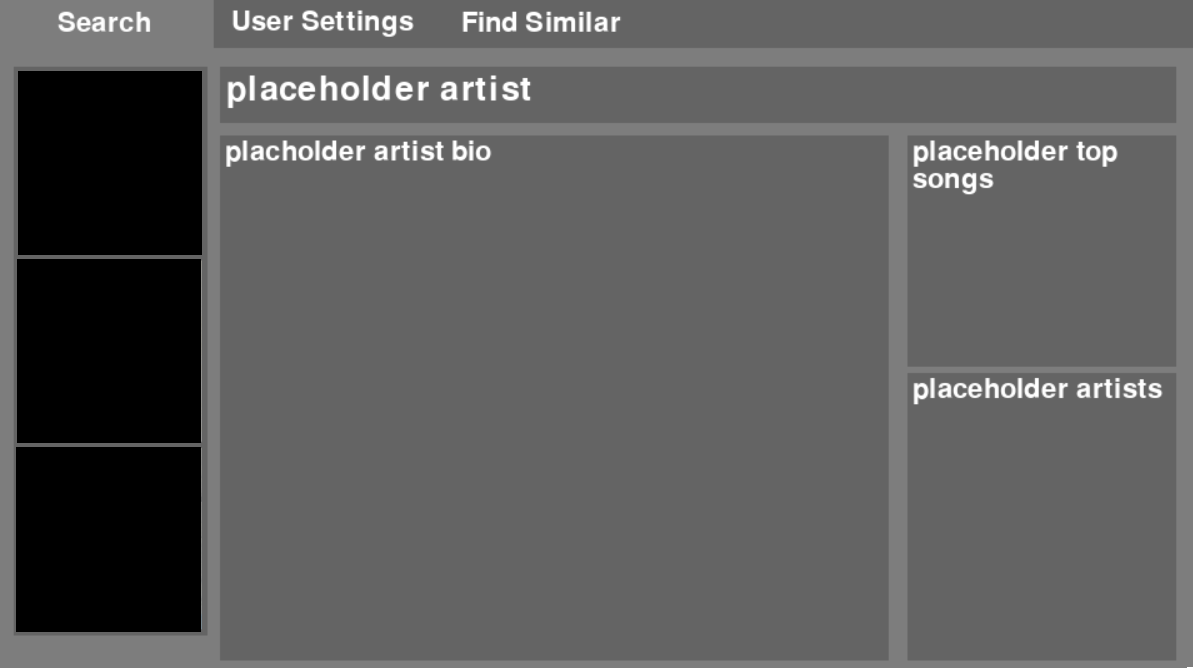 Search
User Settings
Find Similar
placeholder artist
placholder artist bio
placeholder top
songs
placeholder artists